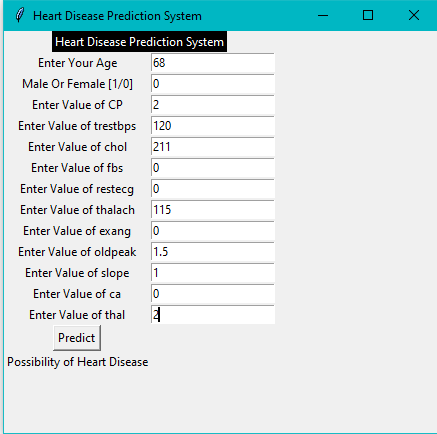 Heart Disease Prediction System
Heart Disease Prediction System
Enter Your Age 68
Male Or Female [1/0] 0
Enter Value of CP 2
Enter Value of trestbps 120
Enter Value of chol 211
Enter Value of fbs 0
Enter Value of restecg 0
Enter Value of thalach 115
Enter Value of exang 0
Enter Value of oldpeak 1.5
Enter Value of slope 1
Enter Value of ca 0
Enter Value of thal 2
Predict
Possibility of Heart Disease